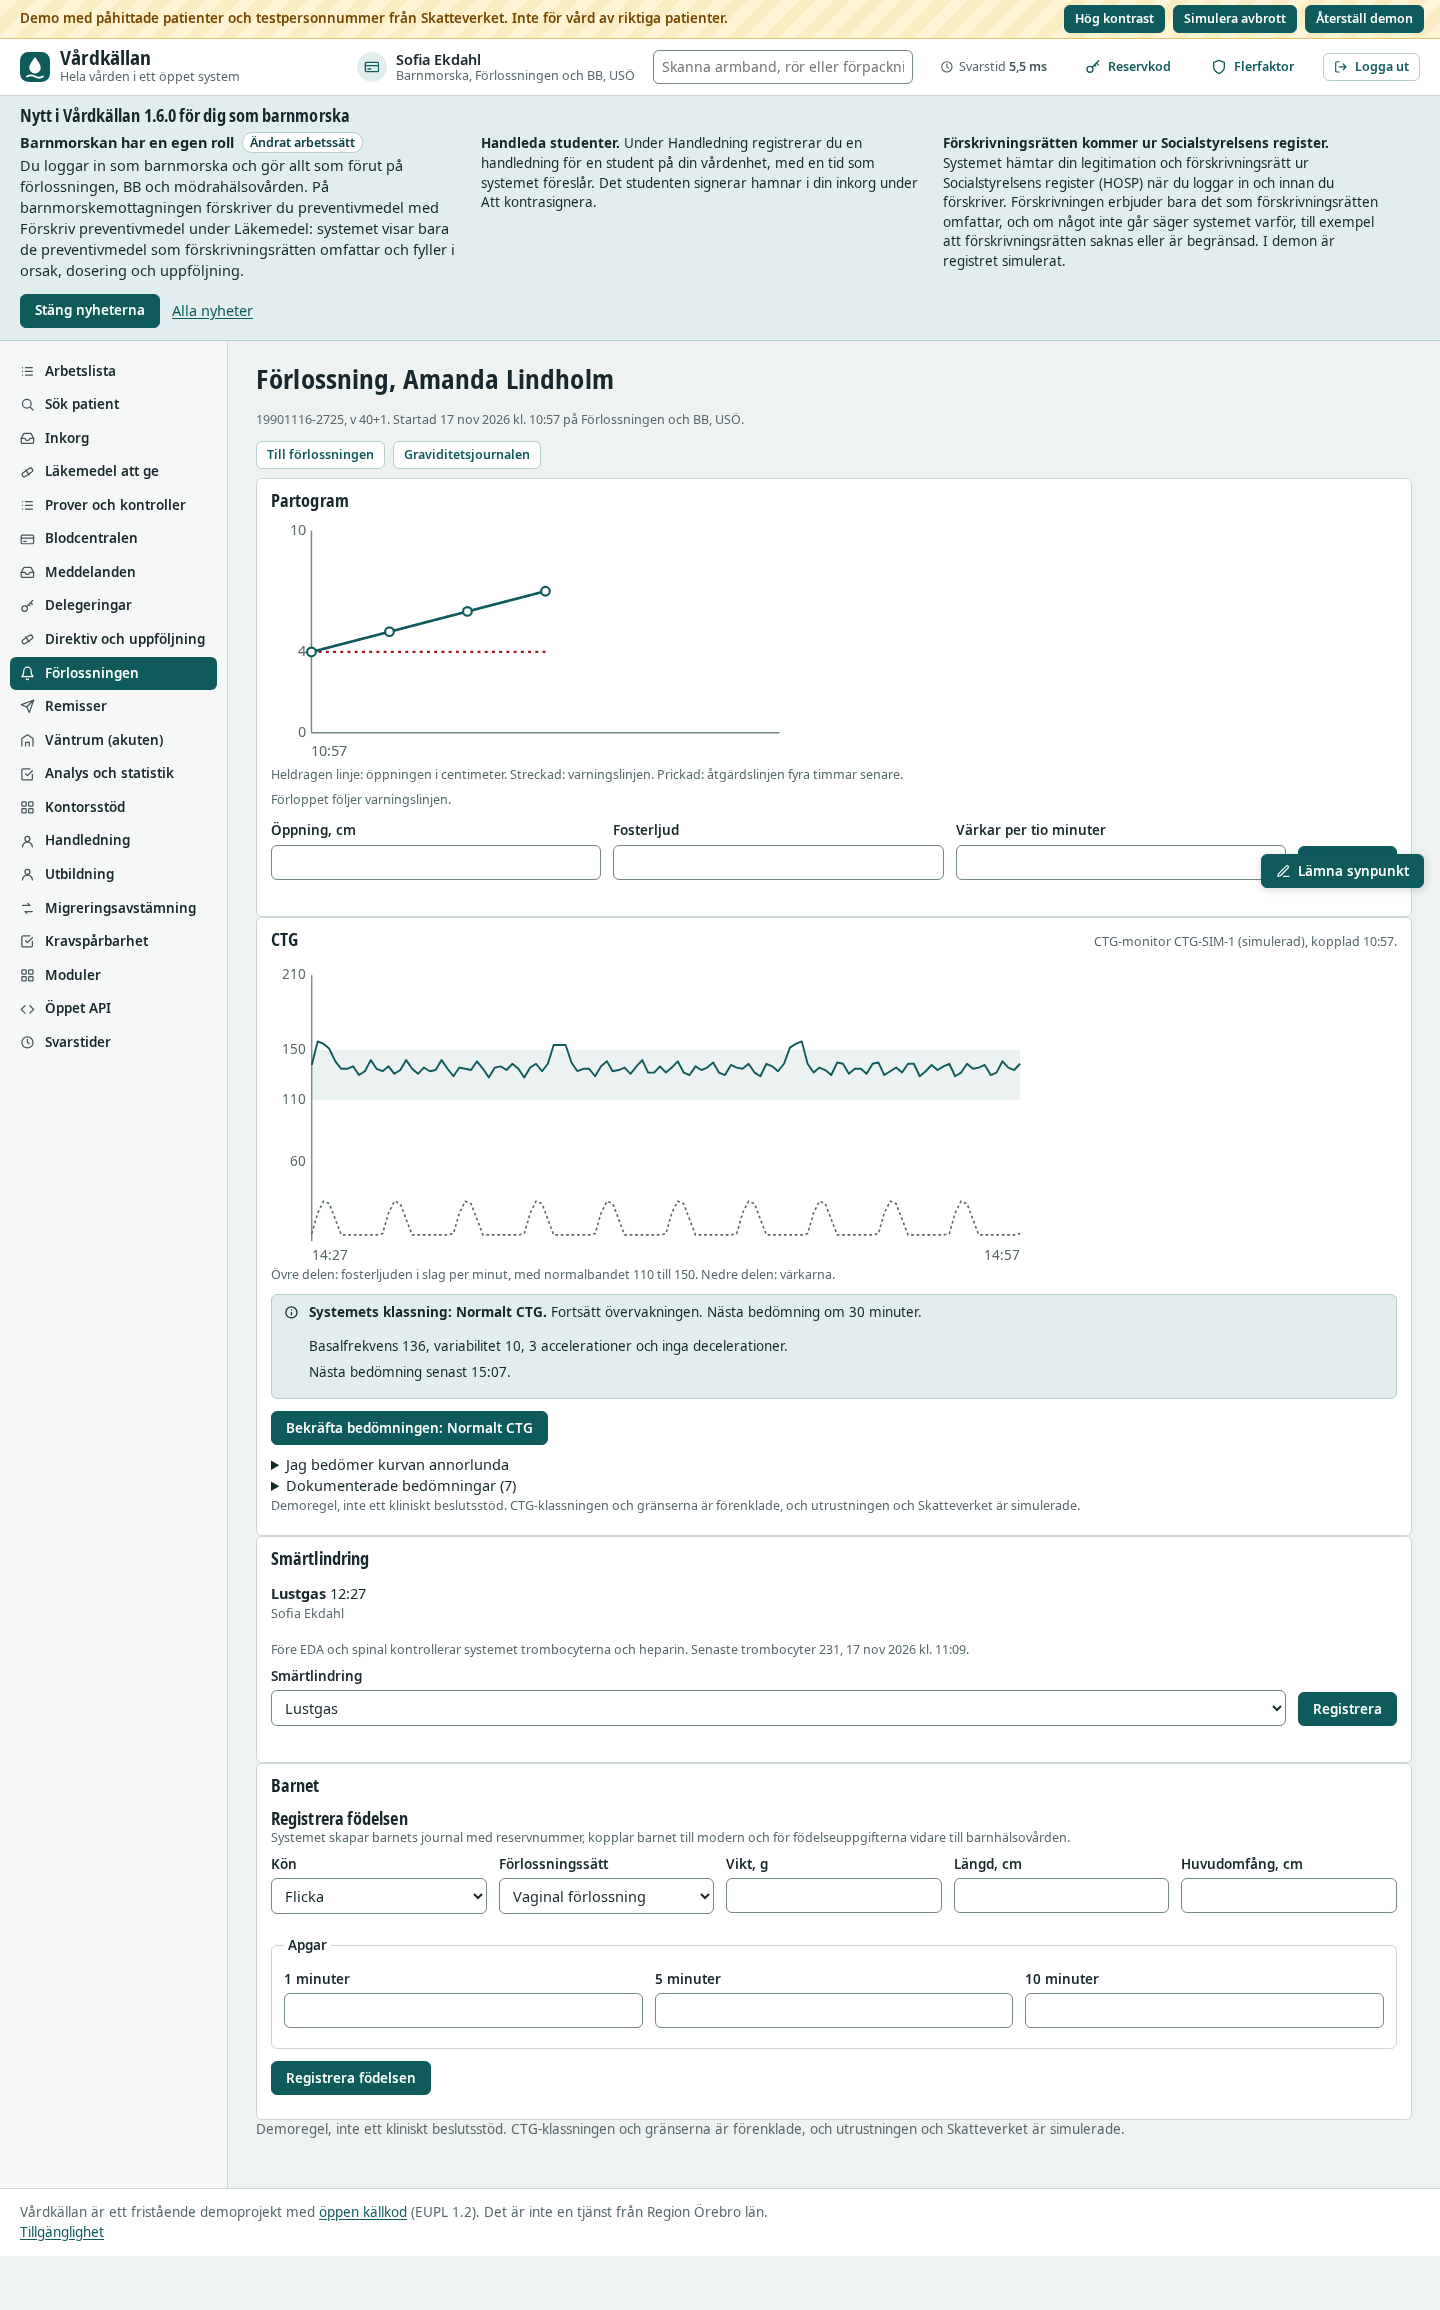 Demo med påhittade patienter och testpersonnummer från Skatteverket. Inte för vård av riktiga patienter.
Hög kontrast
Simulera avbrott
Återställ demon
Vårdkällan
Hela vården i ett öppet system
Sofia Ekdahl
Barnmorska, Förlossningen och BB, USÖ
Skanna armband, rör eller förpackni
Svarstid 5,5 ms
Reservkod
Flerfaktor
Logga ut
Nytt i Vårdkällan 1.6.0 för dig som barnmorska
Barnmorskan har en egen roll
Ändrat arbetssätt
Du loggar in som barnmorska och gör allt som förut på
förlossningen, BB och mödrahälsovården. På
barnmorskemottagningen förskriver du preventivmedel med
Förskriv preventivmedel under Läkemedel: systemet visar bara
de preventivmedel som förskrivningsrätten omfattar och fyller i
orsak, dosering och uppföljning.
Handleda studenter. Under Handledning registrerar du en
handledning för en student på din vårdenhet, med en tid som
systemet föreslår. Det studenten signerar hamnar i din inkorg under
Att kontrasignera.
Förskrivningsrätten kommer ur Socialstyrelsens register.
Systemet hämtar din legitimation och förskrivningsrätt ur
Socialstyrelsens register (HOSP) när du loggar in och innan du
förskriver. Förskrivningen erbjuder bara det som förskrivningsrätten
omfattar, och om något inte går säger systemet varför, till exempel
att förskrivningsrätten saknas eller är begränsad. I demon är
registret simulerat.
Stäng nyheterna
Alla nyheter
Arbetslista
Sök patient
Inkorg
Läkemedel att ge
Prover och kontroller
Blodcentralen
Meddelanden
Delegeringar
Direktiv och uppföljning
Förlossningen
Remisser
Väntrum (akuten)
Analys och statistik
Kontorsstöd
Handledning
Utbildning
Migreringsavstämning
Kravspårbarhet
Moduler
Öppet API
Svarstider
Förlossning, Amanda Lindholm
19901116-2725, v 40+1. Startad 17 nov 2026 kl. 10:57 på Förlossningen och BB, USÖ.
Till förlossningen
Graviditetsjournalen
Partogram
10
4
0
10:57
Heldragen linje: öppningen i centimeter. Streckad: varningslinjen. Prickad: åtgärdslinjen fyra timmar senare.
Förloppet följer varningslinjen.
Öppning, cm
Fosterljud
Värkar per tio minuter
Lämna synpunkt
CTG
CTG-monitor CTG-SIM-1 (simulerad), kopplad 10:57.
210
150
110
60
14:27
14:57
Övre delen: fosterljuden i slag per minut, med normalbandet 110 till 150. Nedre delen: värkarna.
Systemets klassning: Normalt CTG. Fortsätt övervakningen. Nästa bedömning om 30 minuter.
Basalfrekvens 136, variabilitet 10, 3 accelerationer och inga decelerationer.
Nästa bedömning senast 15:07.
Bekräfta bedömningen: Normalt CTG
Jag bedömer kurvan annorlunda
Dokumenterade bedömningar (7)
Demoregel, inte ett kliniskt beslutsstöd. CTG-klassningen och gränserna är förenklade, och utrustningen och Skatteverket är simulerade.
Smärtlindring
Lustgas 12:27
Sofia Ekdahl
Före EDA och spinal kontrollerar systemet trombocyterna och heparin. Senaste trombocyter 231, 17 nov 2026 kl. 11:09.
Smärtlindring
Lustgas
Registrera
Barnet
Registrera födelsen
Systemet skapar barnets journal med reservnummer, kopplar barnet till modern och för födelseuppgifterna vidare till barnhälsovården.
Kön
Förlossningssätt
Vikt, g
Längd, cm
Huvudomfång, cm
Flicka
Vaginal förlossning
Apgar
1 minuter
5 minuter
10 minuter
Registrera födelsen
Demoregel, inte ett kliniskt beslutsstöd. CTG-klassningen och gränserna är förenklade, och utrustningen och Skatteverket är simulerade.
Vårdkällan är ett fristående demoprojekt med öppen källkod (EUPL 1.2). Det är inte en tjänst från Region Örebro län.
Tillgänglighet